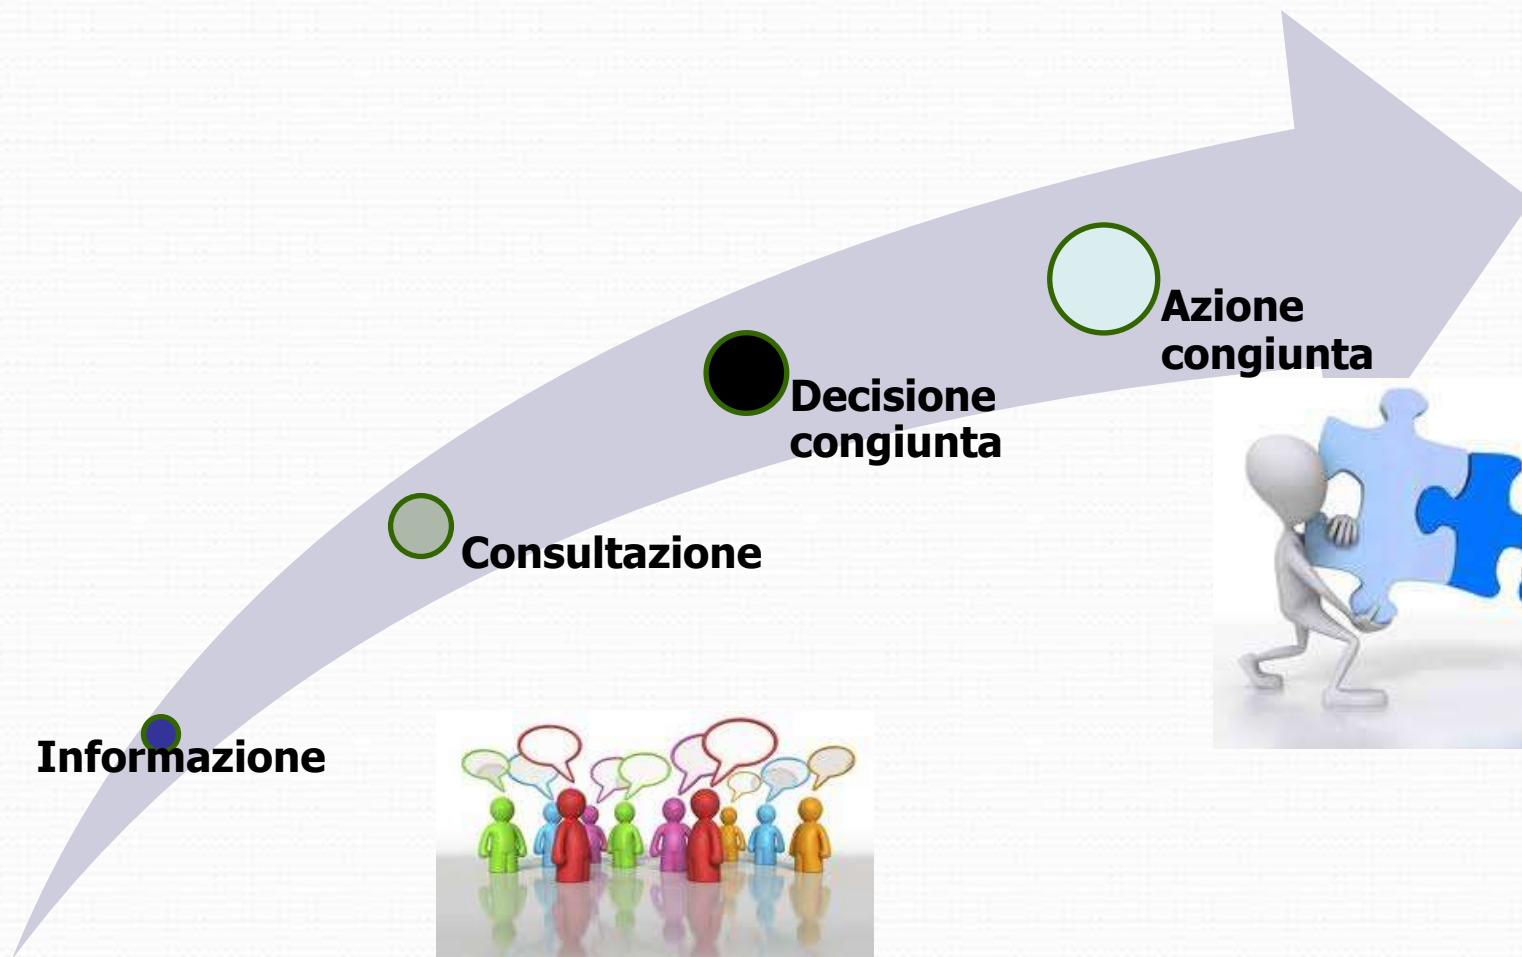 Informazione
Consultazione
Decisione
congiunta
Azione
congiunta